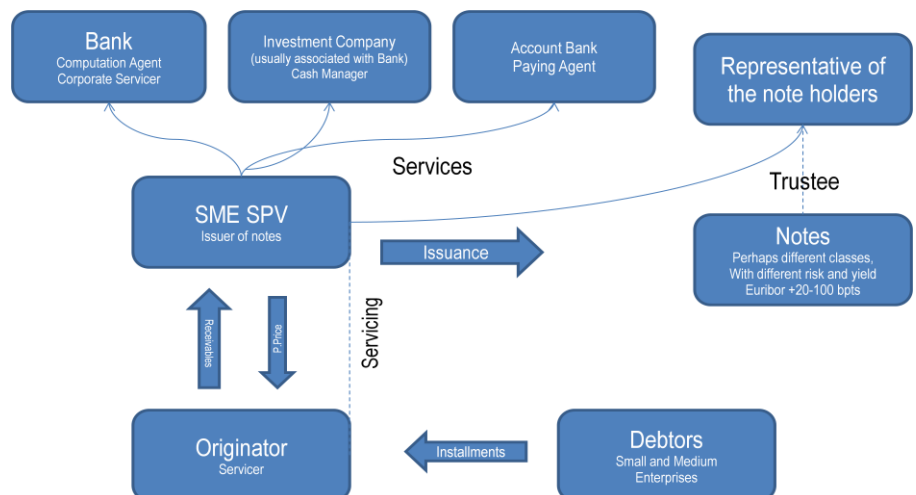 Bank
Computation Agent
Corporate Servicer
Investment Company
(usually associated with Bank)
Cash Manager
Account Bank
Paying Agent
Representative of
the note holders
Services
Trustee
SME SPV
Issuer of notes
Issuance
Notes
Perhaps different classes,
With different risk and yield
Euribor +20-100 bpts
Receivables
P.Price
Servicing
Originator
Servicer
Installments
Debtors
Small and Medium
Enterprises